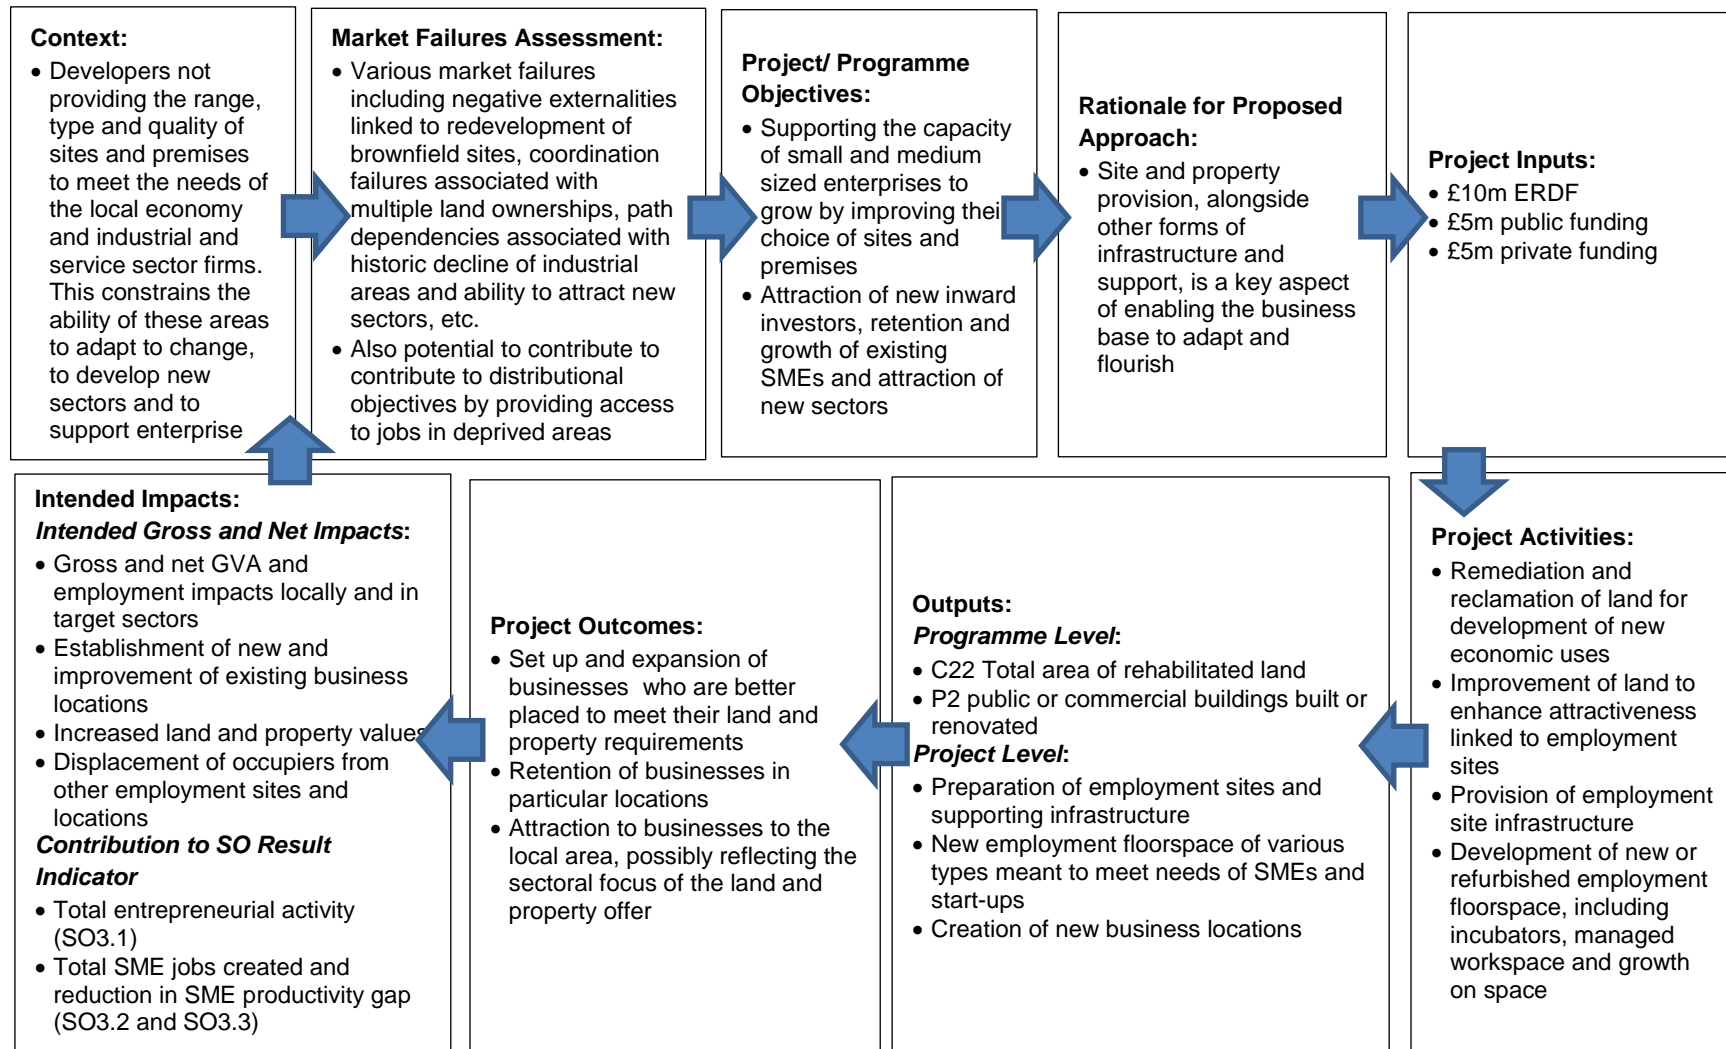 Context:
• Developers not
providing the range,
type and quality of
sites and premises
to meet the needs of
the local economy
and industrial and
service sector firms.
This constrains the
ability of these areas
to adapt to change,
to develop new
sectors and to
support enterprise
Market Failures Assessment:
• Various market failures
including negative externalities
linked to redevelopment of
brownfield sites, coordination
failures associated with
multiple land ownerships, path
dependencies associated with
historic decline of industrial
areas and ability to attract new
sectors, etc.
• Also potential to contribute to
contribute to distributional
objectives by providing access
to jobs in deprived areas
Project/ Programme
Objectives:
• Supporting the capacity
of small and medium
sized enterprises to
grow by improving their
choice of sites and
premises
• Attraction of new inward
investors, retention and
growth of existing
SMEs and attraction of
new sectors
Rationale for Proposed
Approach:
• Site and property
provision, alongside
other forms of
infrastructure and
support, is a key aspect
of enabling the business
base to adapt and
flourish
Project Inputs:
• £10m ERDF
• £5m public funding
• £5m private funding
Project Activities:
• Remediation and
reclamation of land for
development of new
economic uses
• Improvement of land to
enhance attractiveness
linked to employment
sites
• Provision of employment
site infrastructure
• Development of new or
refurbished employment
floorspace, including
incubators, managed
workspace and growth
on space
Outputs:
Programme Level:
• C22 Total area of rehabilitated land
• P2 public or commercial buildings built or
renovated
Project Level:
• Preparation of employment sites and
supporting infrastructure
• New employment floorspace of various
types meant to meet needs of SMEs and
start-ups
• Creation of new business locations
Project Outcomes:
• Set up and expansion of
businesses who are better
placed to meet their land and
property requirements
• Retention of businesses in
particular locations
• Attraction to businesses to the
local area, possibly reflecting the
sectoral focus of the land and
property offer
Intended Impacts:
Intended Gross and Net Impacts:
• Gross and net GVA and
employment impacts locally and in
target sectors
• Establishment of new and
improvement of existing business
locations
• Increased land and property values
• Displacement of occupiers from
other employment sites and
locations
Contribution to SO Result
Indicator
• Total entrepreneurial activity
(SO3.1)
• Total SME jobs created and
reduction in SME productivity gap
(SO3.2 and SO3.3)